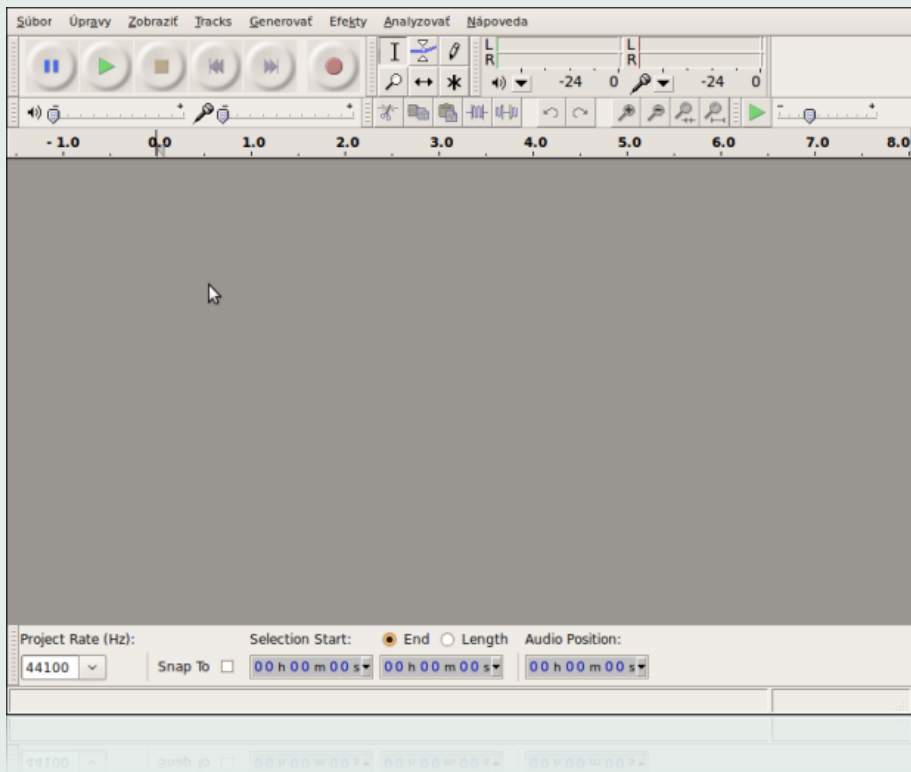 Súbor Úpravy Zobraziť Tracks Generovať Efekty Analyzovať Nápoveda
L L
R R
-24 0 -24 0
- + - +
- 1.0 0.0 1.0 2.0 3.0 4.0 5.0 6.0 7.0 8.0
Project Rate (Hz): Selection Start: End Length Audio Position:
44100 Snap To 00 h 00 m 00 s 00 h 00 m 00 s 00 h 00 m 00 s